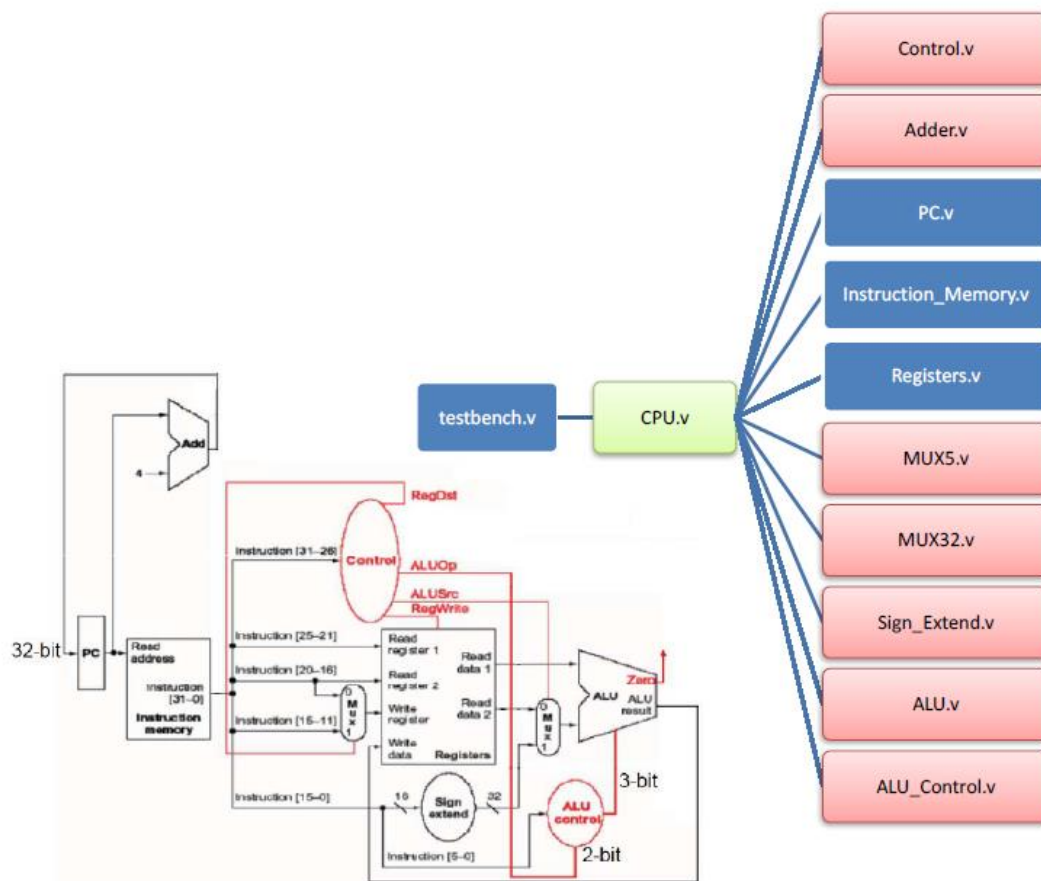 Control.v
Adder.v
PC.v
Instruction_Memory.v
Registers.v
testbench.v
CPU.v
MUX5.v
MUX32.v
Sign_Extend.v
ALU.v
ALU_Control.v
Add
4
RegDst
Instruction [31–26]
Control
ALUOp
ALUSrc
RegWrite
32-bit
PC
Read
address
Instruction
[31–0]
Instruction
memory
Instruction [25–21]
Instruction [20–16]
Instruction [15–11]
0
M
u
x
1
Read
register 1
Read
register 2
Write
register
Write
data
Read
data 1
Read
data 2
Registers
0
M
u
x
1
Zero
ALU
ALU
result
Instruction [15–0]
16
Sign
extend
32
ALU
control
3-bit
Instruction [5–0]
2-bit